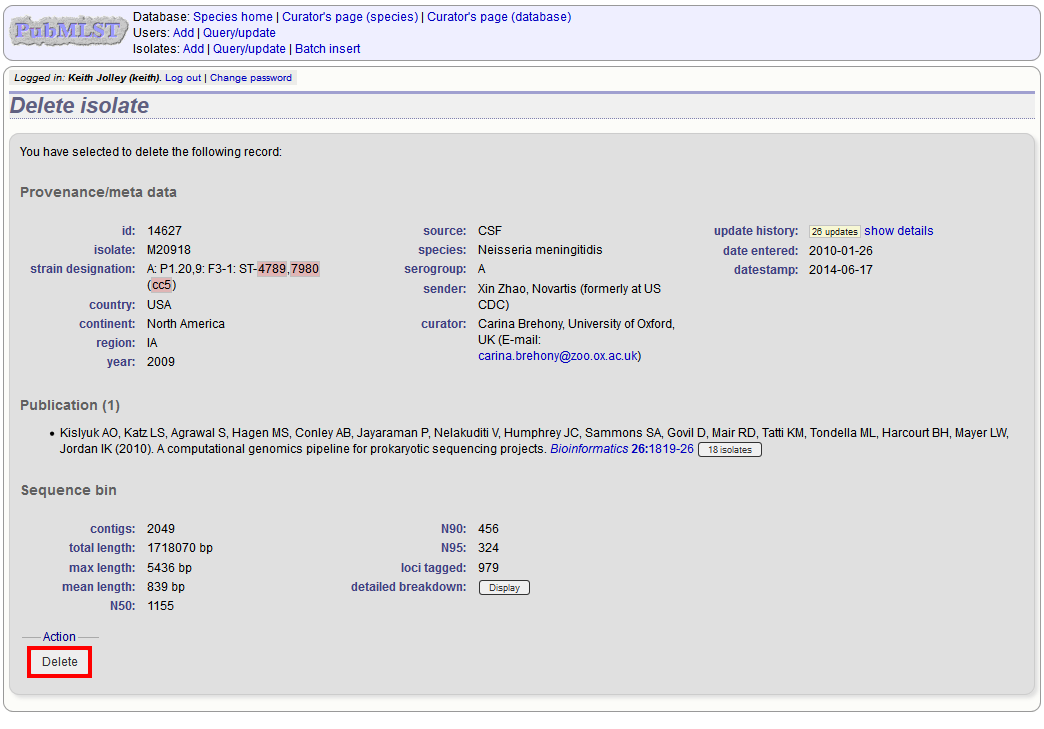 PubMLST
Database: Species home | Curator's page (species) | Curator's page (database)
Users: Add | Query/update
Isolates: Add | Query/update | Batch insert
Logged in: Keith Jolley (keith). Log out | Change password
Delete isolate
You have selected to delete the following record:
Provenance/meta data
id: 14627
isolate: M20918
strain designation: A: P1.20,9: F3-1: ST-4789,7980
(cc5)
country: USA
continent: North America
region: IA
year: 2009
source: CSF
species: Neisseria meningitidis
serogroup: A
sender: Xin Zhao, Novartis (formerly at US
CDC)
curator: Carina Brehony, University of Oxford,
UK (E-mail:
carina.brehony@zoo.ox.ac.uk)
update history: 26 updates show details
date entered: 2010-01-26
datestamp: 2014-06-17
Publication (1)
• Kislyuk AO, Katz LS, Agrawal S, Hagen MS, Conley AB, Jayaraman P, Nelakuditi V, Humphrey JC, Sammons SA, Govil D, Mair RD, Tatti KM, Tondella ML, Harcourt BH, Mayer LW,
Jordan IK (2010). A computational genomics pipeline for prokaryotic sequencing projects. Bioinformatics 26:1819-26 18 isolates
Sequence bin
contigs: 2049
total length: 1718070 bp
max length: 5436 bp
mean length: 839 bp
N50: 1155
N90: 456
N95: 324
loci tagged: 979
detailed breakdown: Display
Action
Delete